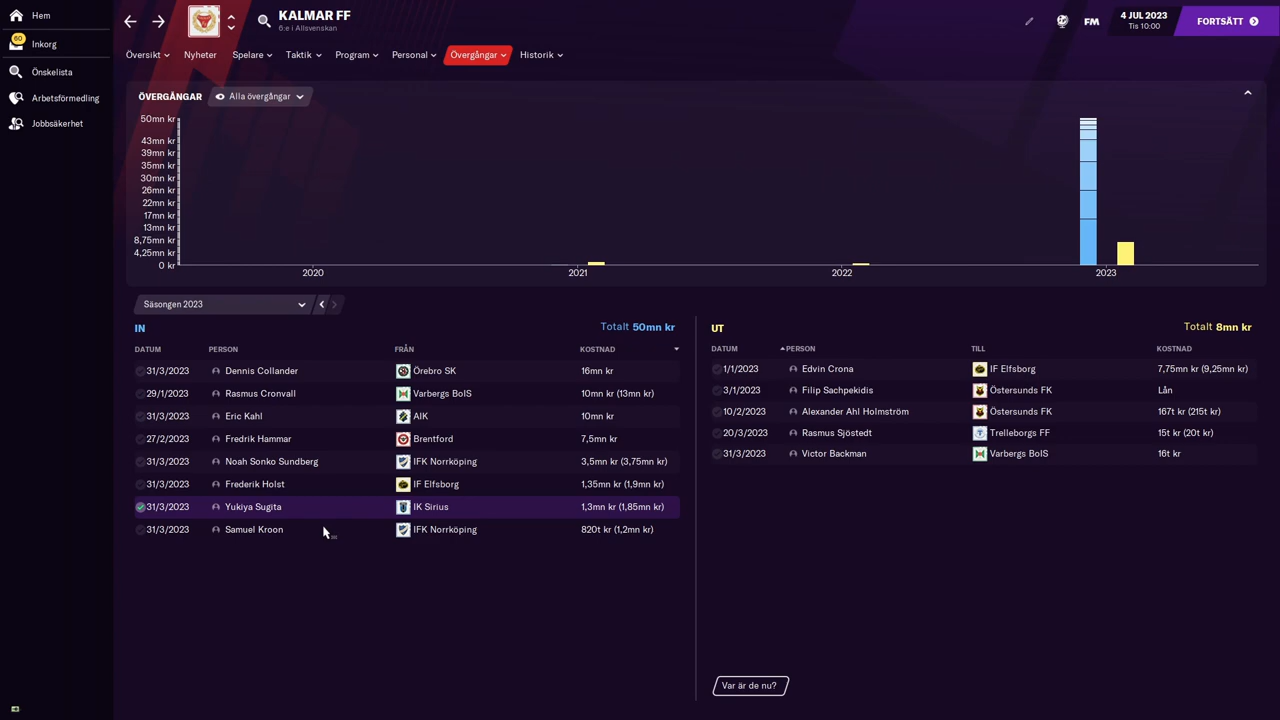 Hem
60
Inkorg
Önskelista
Arbetsförmedling
Jobbsäkerhet
KALMAR FF
6:e i Allsvenskan
FM
4 JUL 2023
Tis 10:00
FORTSÄTT
Översikt Nyheter Spelare Taktik Program Personal Övergångar Historik
ÖVERGÅNGAR Alla övergångar
50mn kr
43mn kr
39mn kr
35mn kr
30mn kr
26mn kr
22mn kr
17mn kr
13mn kr
8,75mn kr
4,25mn kr
0 kr
2020 2021 2022 2023
Säsongen 2023
IN Totalt 50mn kr
DATUM PERSON FRÅN KOSTNAD
31/3/2023 Dennis Collander Örebro SK 16mn kr
29/1/2023 Rasmus Cronvall Varbergs BoIS 10mn kr (13mn kr)
31/3/2023 Eric Kahl AIK 10mn kr
27/2/2023 Fredrik Hammar Brentford 7,5mn kr
31/3/2023 Noah Sonko Sundberg IFK Norrköping 3,5mn kr (3,75mn kr)
31/3/2023 Frederik Holst IF Elfsborg 1,35mn kr (1,9mn kr)
31/3/2023 Yukiya Sugita IK Sirius 1,3mn kr (1,85mn kr)
31/3/2023 Samuel Kroon IFK Norrköping 820t kr (1,2mn kr)
UT Totalt 8mn kr
DATUM PERSON TILL KOSTNAD
1/1/2023 Edvin Crona IF Elfsborg 7,75mn kr (9,25mn kr)
3/1/2023 Filip Sachpekidis Östersunds FK Lån
10/2/2023 Alexander Ahl Holmström Östersunds FK 167t kr (215t kr)
20/3/2023 Rasmus Sjöstedt Trelleborgs FF 15t kr (20t kr)
31/3/2023 Victor Backman Varbergs BoIS 16t kr
Var är de nu?